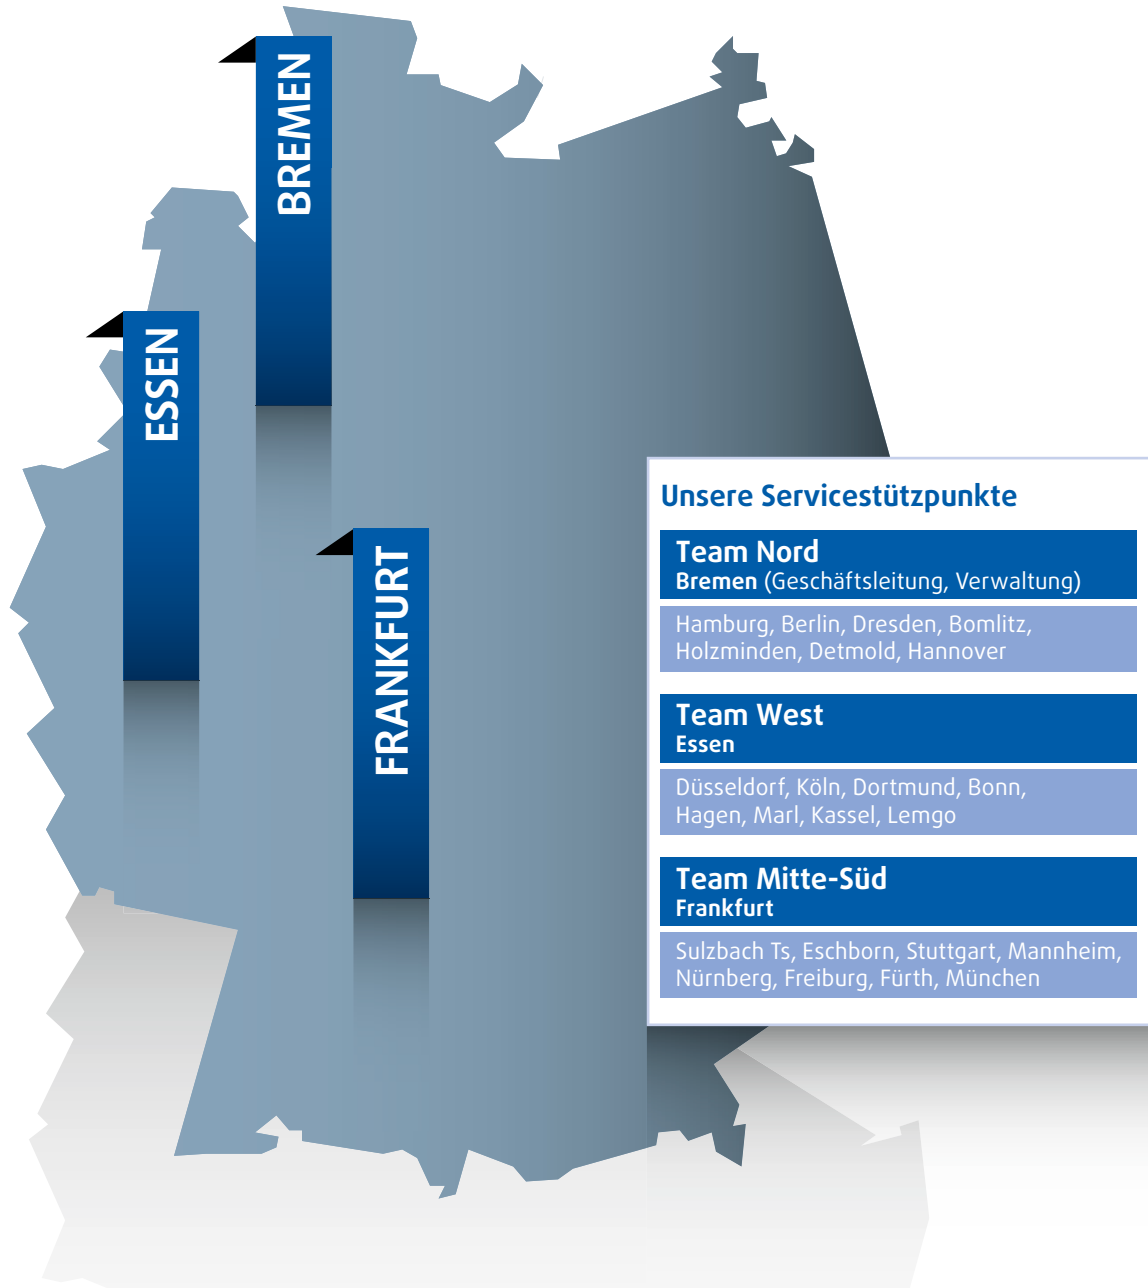 BREMEN
ESSEN
FRANKFURT
Unsere Servicestützpunkte
Team Nord
Bremen (Geschäftsleitung, Verwaltung)
Hamburg, Berlin, Dresden, Bomlitz,
Holzminden, Detmold, Hannover
Team West
Essen
Düsseldorf, Köln, Dortmund, Bonn,
Hagen, Marl, Kassel, Lemgo
Team Mitte-Süd
Frankfurt
Sulzbach Ts, Eschborn, Stuttgart, Mannheim,
Nürnberg, Freiburg, Fürth, München